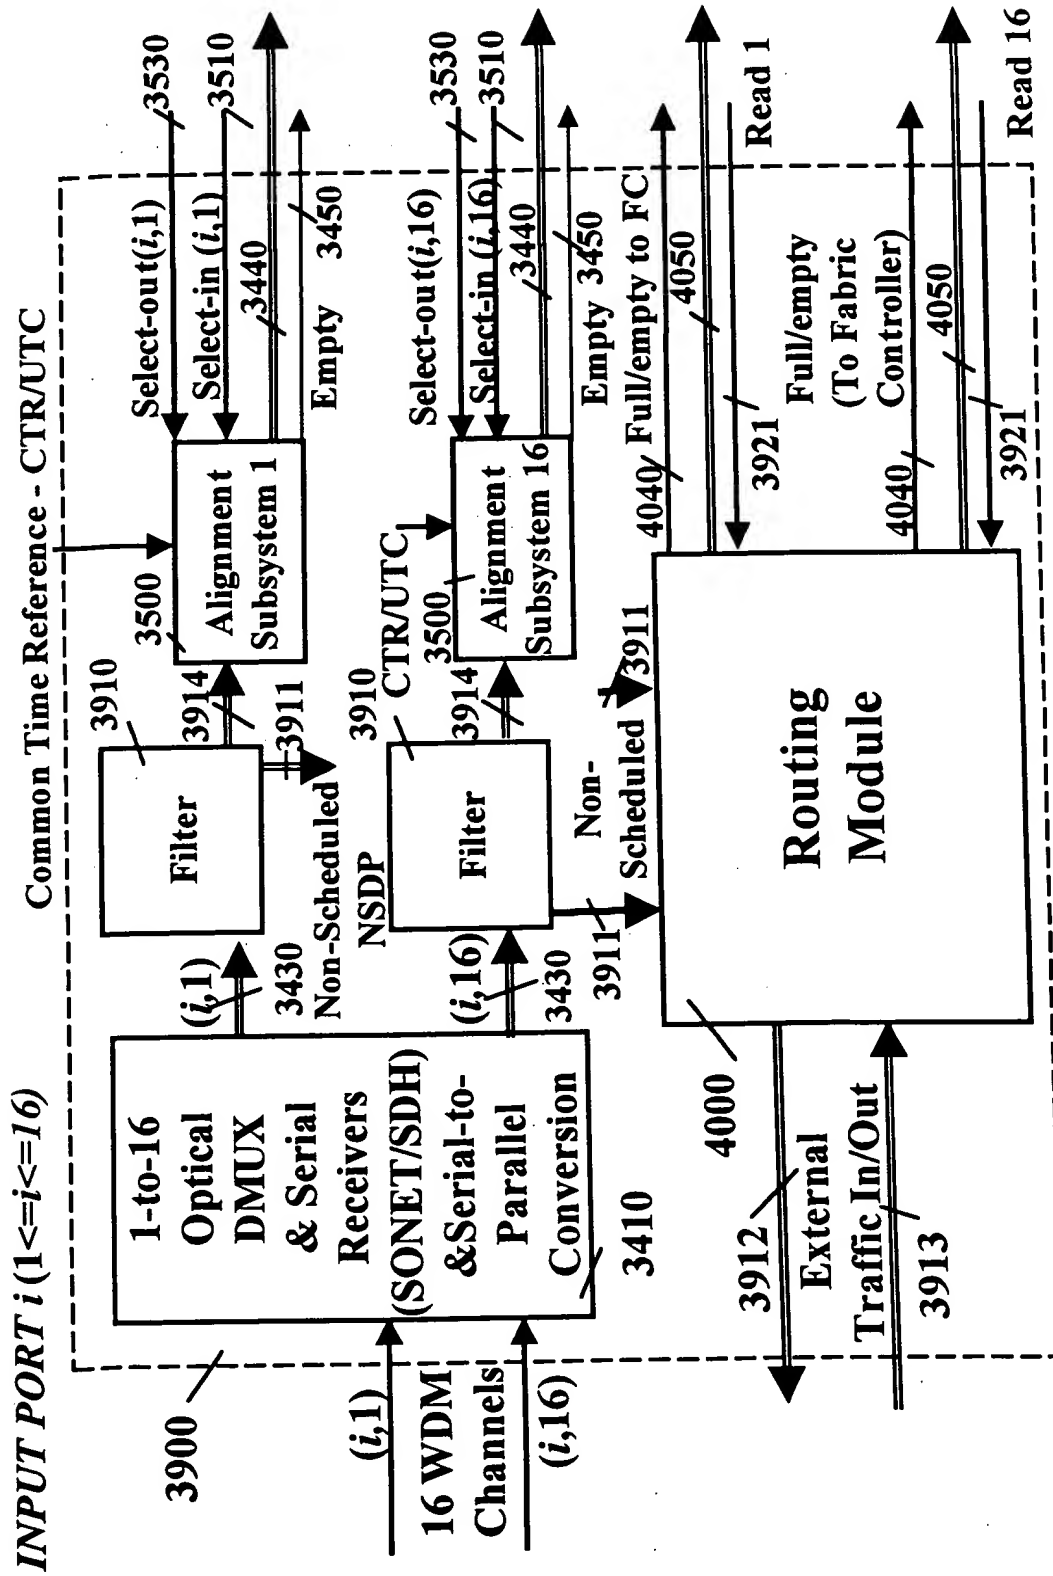 INPUT PORT i (1<=i<=16)
Common Time Reference - CTR/UTC
3900
(i,1)
16 WDM
Channels
(i,16)
1-to-16
Optical
DMUX
& Serial
Receivers
(SONET/SDH)
&Serial-to-
Parallel
Conversion
3410
(i,1)
3430
(i,16)
3430
3910
Filter
3914
3911
Non-Scheduled
NSDP
3910
Filter
3914
3911
Non-
Scheduled
3911
3500
Alignment
Subsystem 1
CTR/UTC
3500
Alignment
Subsystem 16
Select-out(i,1)
3530
Select-in (i,1)
3510
3440
Empty
3450
Select-out(i,16)
3530
Select-in (i,16)
3510
3440
Empty
3450
4000
Routing
Module
3912
External
Traffic In/Out
3913
4040
Full/empty to FC
4050
3921
Read 1
Full/empty
(To Fabric
Controller)
4040
4050
3921
Read 16